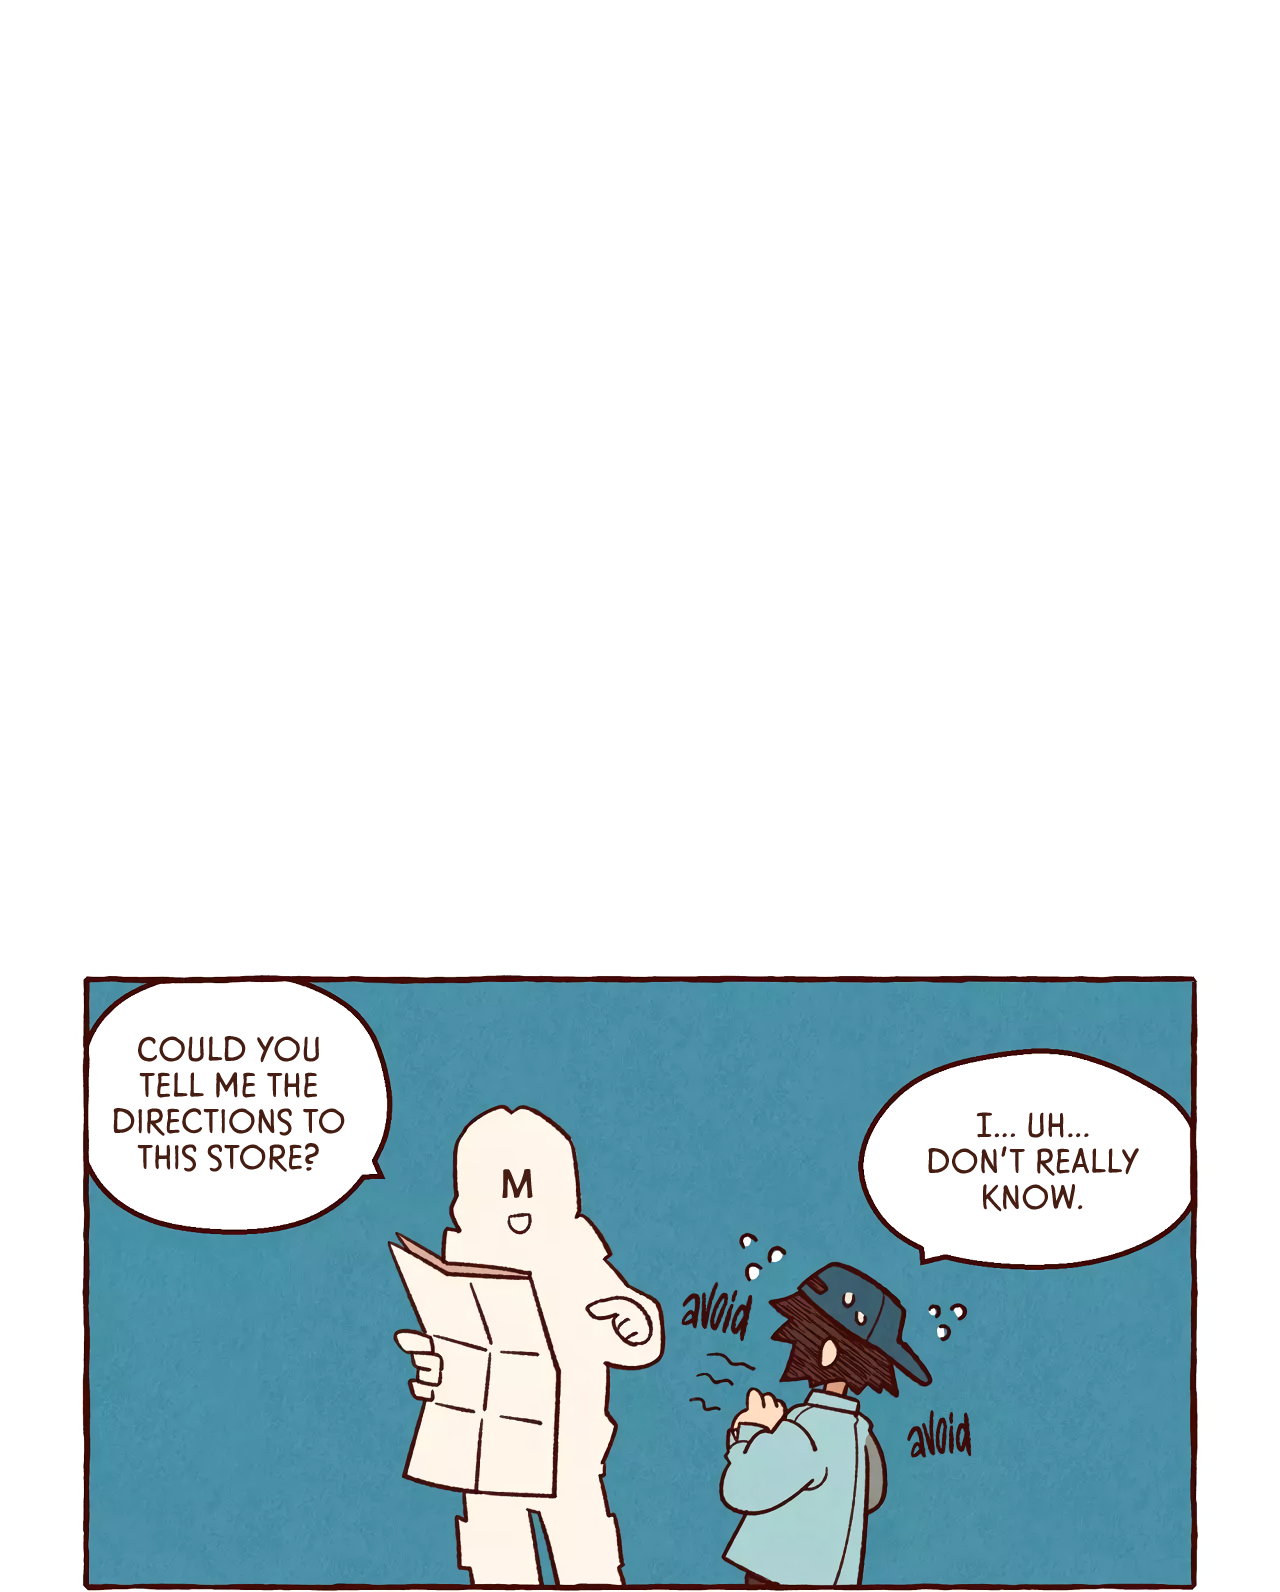 COULD YOU
TELL ME THE
DIRECTIONS TO
THIS STORE?
I... UH...
DON'T REALLY
KNOW.
M
avoid
avoid